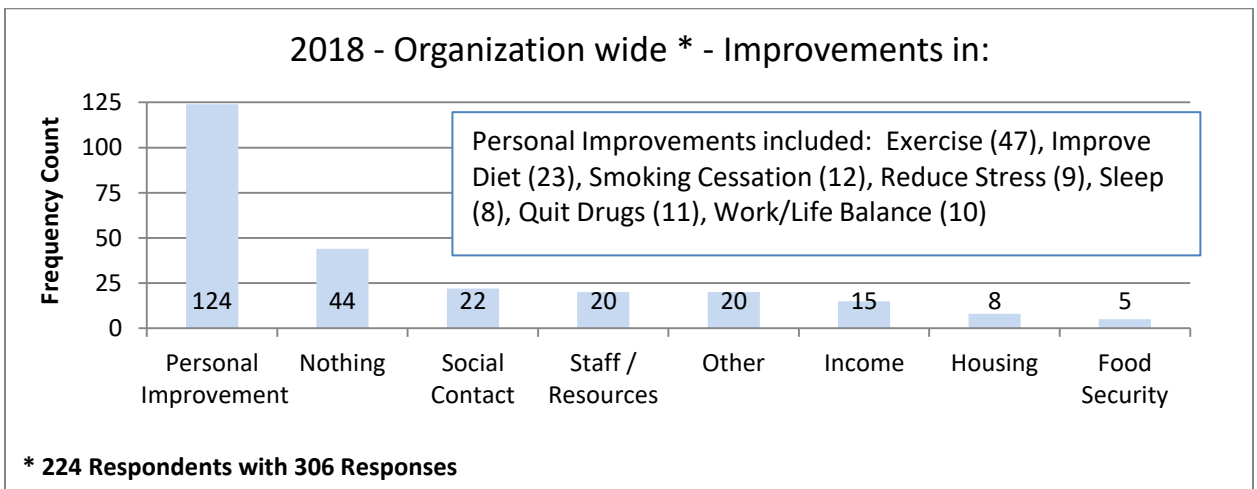 2018 - Organization wide * - Improvements in:
125
100
75
50
25
0
Frequency Count
Personal Improvements included:  Exercise (47), Improve
Diet (23), Smoking Cessation (12), Reduce Stress (9), Sleep
(8), Quit Drugs (11), Work/Life Balance (10)
124
44
22
20
20
15
8
5
Personal
Improvement
Nothing
Social
Contact
Staff /
Resources
Other
Income
Housing
Food
Security
* 224 Respondents with 306 Responses